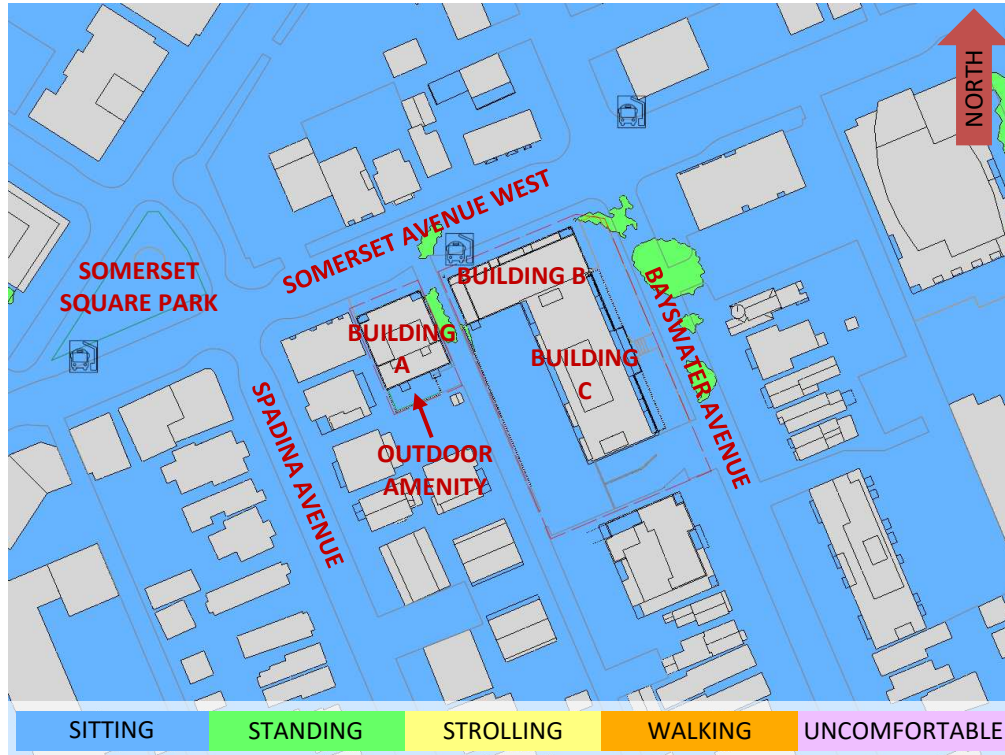 NORTH
SOMERSET AVENUE WEST
SOMERSET
SQUARE PARK
BUILDING B
BUILDING
A
BUILDING
C
BAYSWATER AVENUE
SPADINA AVENUE
OUTDOOR
AMENITY
SITTING
STANDING
STROLLING
WALKING
UNCOMFORTABLE